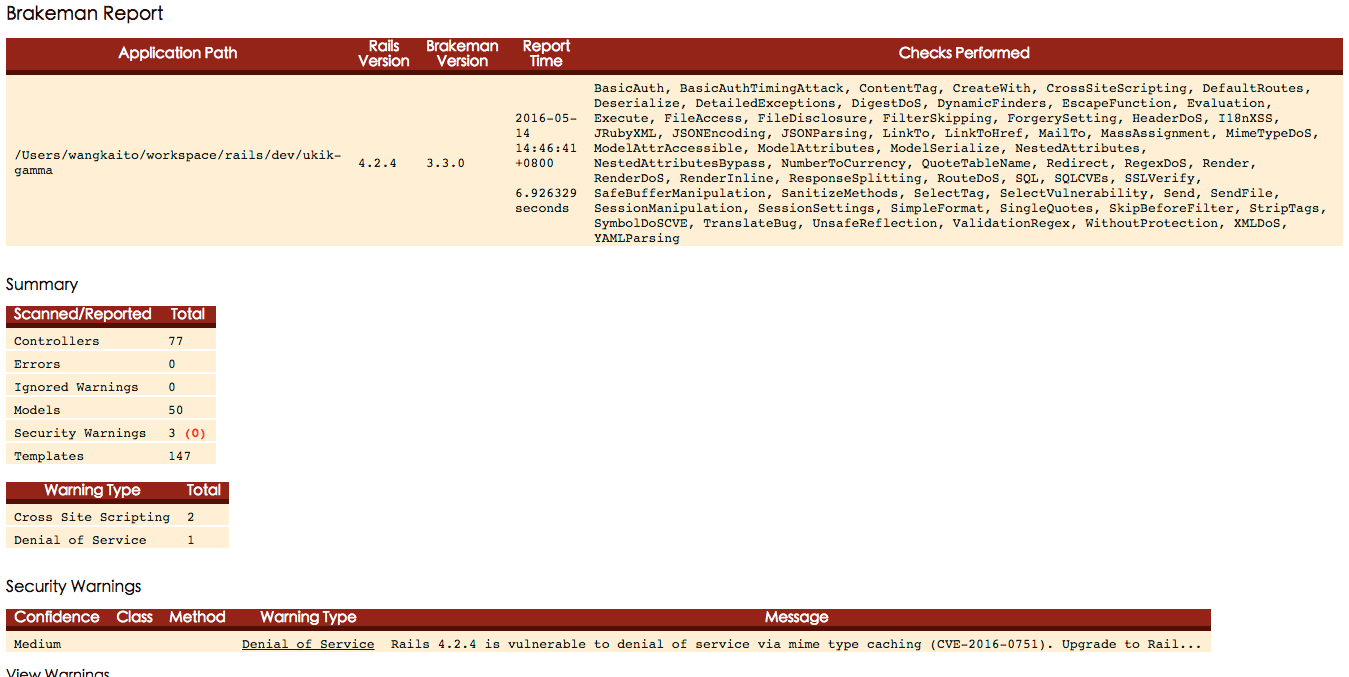 Brakeman Report
Application Path Rails Version Brakeman Version Report Time Checks Performed
/Users/wangkaito/workspace/rails/dev/ukik-gamma 4.2.4 3.3.0 2016-05-14 14:46:41 +0800 6.926329 seconds
BasicAuth, BasicAuthTimingAttack, ContentTag, CreateWith, CrossSiteScripting, DefaultRoutes,
Deserialize, DetailedExceptions, DigestDoS, DynamicFinders, EscapeFunction, Evaluation,
Execute, FileAccess, FileDisclosure, FilterSkipping, ForgerySetting, HeaderDoS, I18nXSS,
JRubyXML, JSONEncoding, JSONParsing, LinkTo, LinkToHref, MailTo, MassAssignment, MimeTypeDoS,
ModelAttrAccessible, ModelAttributes, ModelSerialize, NestedAttributes,
NestedAttributesBypass, NumberToCurrency, QuoteTableName, Redirect, RegexDoS, Render,
RenderDoS, RenderInline, ResponseSplitting, RouteDoS, SQL, SQLCVEs, SSLVerify,
SafeBufferManipulation, SanitizeMethods, SelectTag, SelectVulnerability, Send, SendFile,
SessionManipulation, SessionSettings, SimpleFormat, SingleQuotes, SkipBeforeFilter, StripTags,
SymbolDoSCVE, TranslateBug, UnsafeReflection, ValidationRegex, WithoutProtection, XMLDoS,
YAMLParsing
Summary
Scanned/Reported Total
Controllers 77
Errors 0
Ignored Warnings 0
Models 50
Security Warnings 3 (0)
Templates 147
Warning Type Total
Cross Site Scripting 2
Denial of Service 1
Security Warnings
Confidence Class Method Warning Type Message
Medium Denial of Service Rails 4.2.4 is vulnerable to denial of service via mime type caching (CVE-2016-0751). Upgrade to Rail...
View Warnings